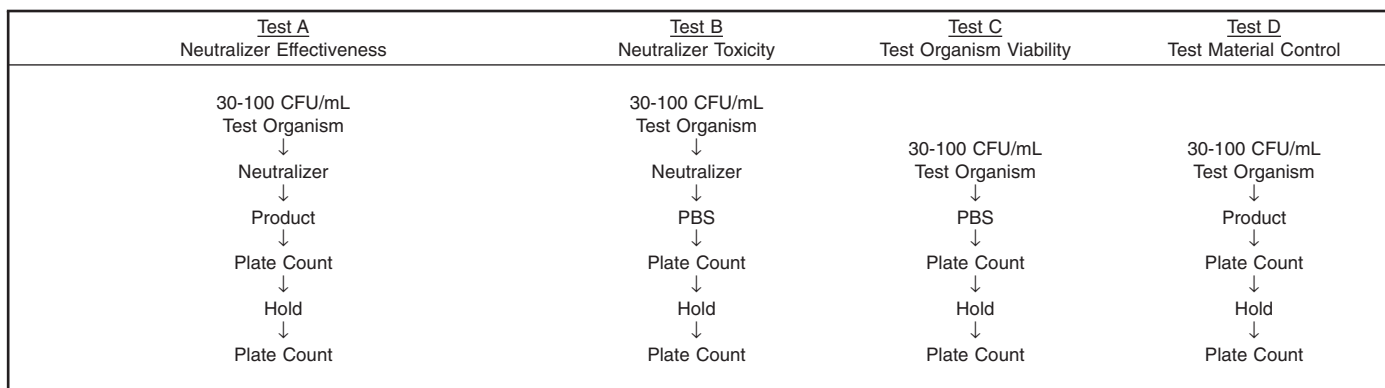 Test A Test B Test C Test D
Neutralizer Effectiveness Neutralizer Toxicity Test Organism Viability Test Material Control
30-100 CFU/mL 30-100 CFU/mL
Test Organism Test Organism
↓ ↓ 30-100 CFU/mL 30-100 CFU/mL
Neutralizer Neutralizer Test Organism Test Organism
↓ ↓ ↓ ↓
Product PBS PBS Product
↓ ↓ ↓ ↓
Plate Count Plate Count Plate Count Plate Count
↓ ↓ ↓ ↓
Hold Hold Hold Hold
↓ ↓ ↓ ↓
Plate Count Plate Count Plate Count Plate Count